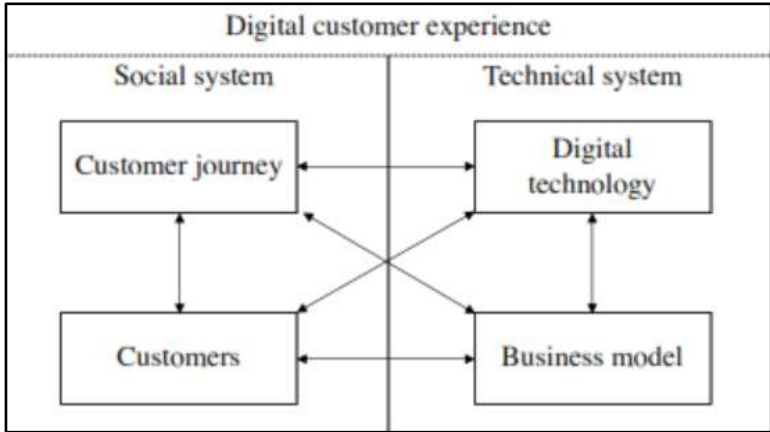 Digital customer experience
Social system
Technical system
Customer journey
Digital
technology
Customers
Business model